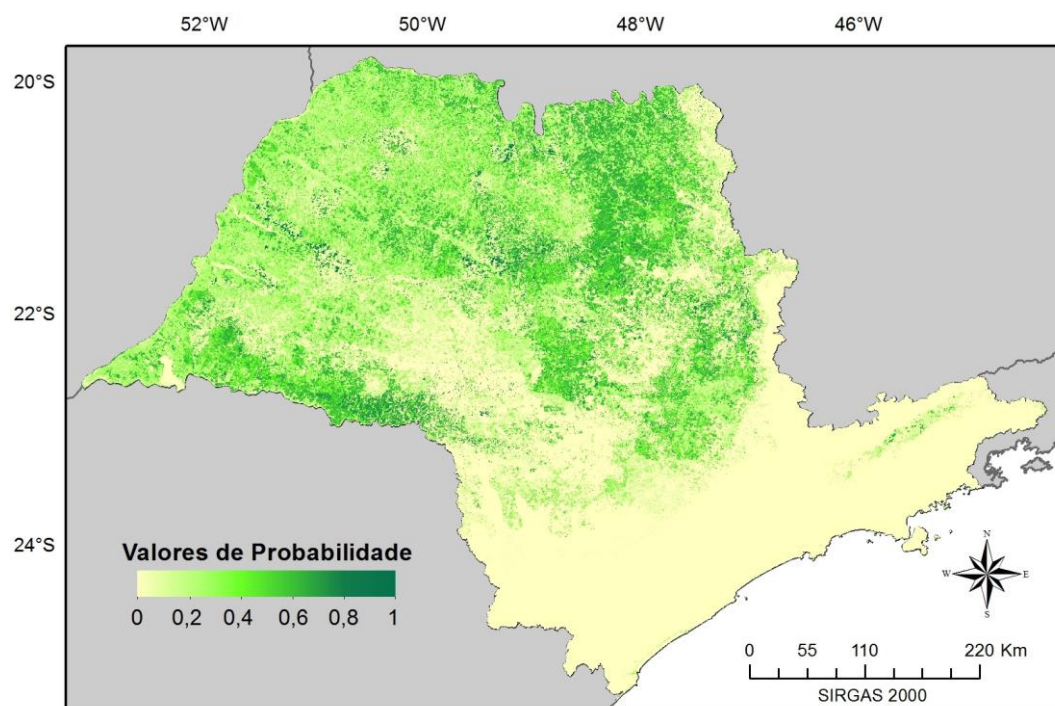 52°W 50°W 48°W 46°W
20°S
22°S
24°S
Valores de Probabilidade
0 0,2 0,4 0,6 0,8 1
N
W E
S
0 55 110 220 Km
SIRGAS 2000